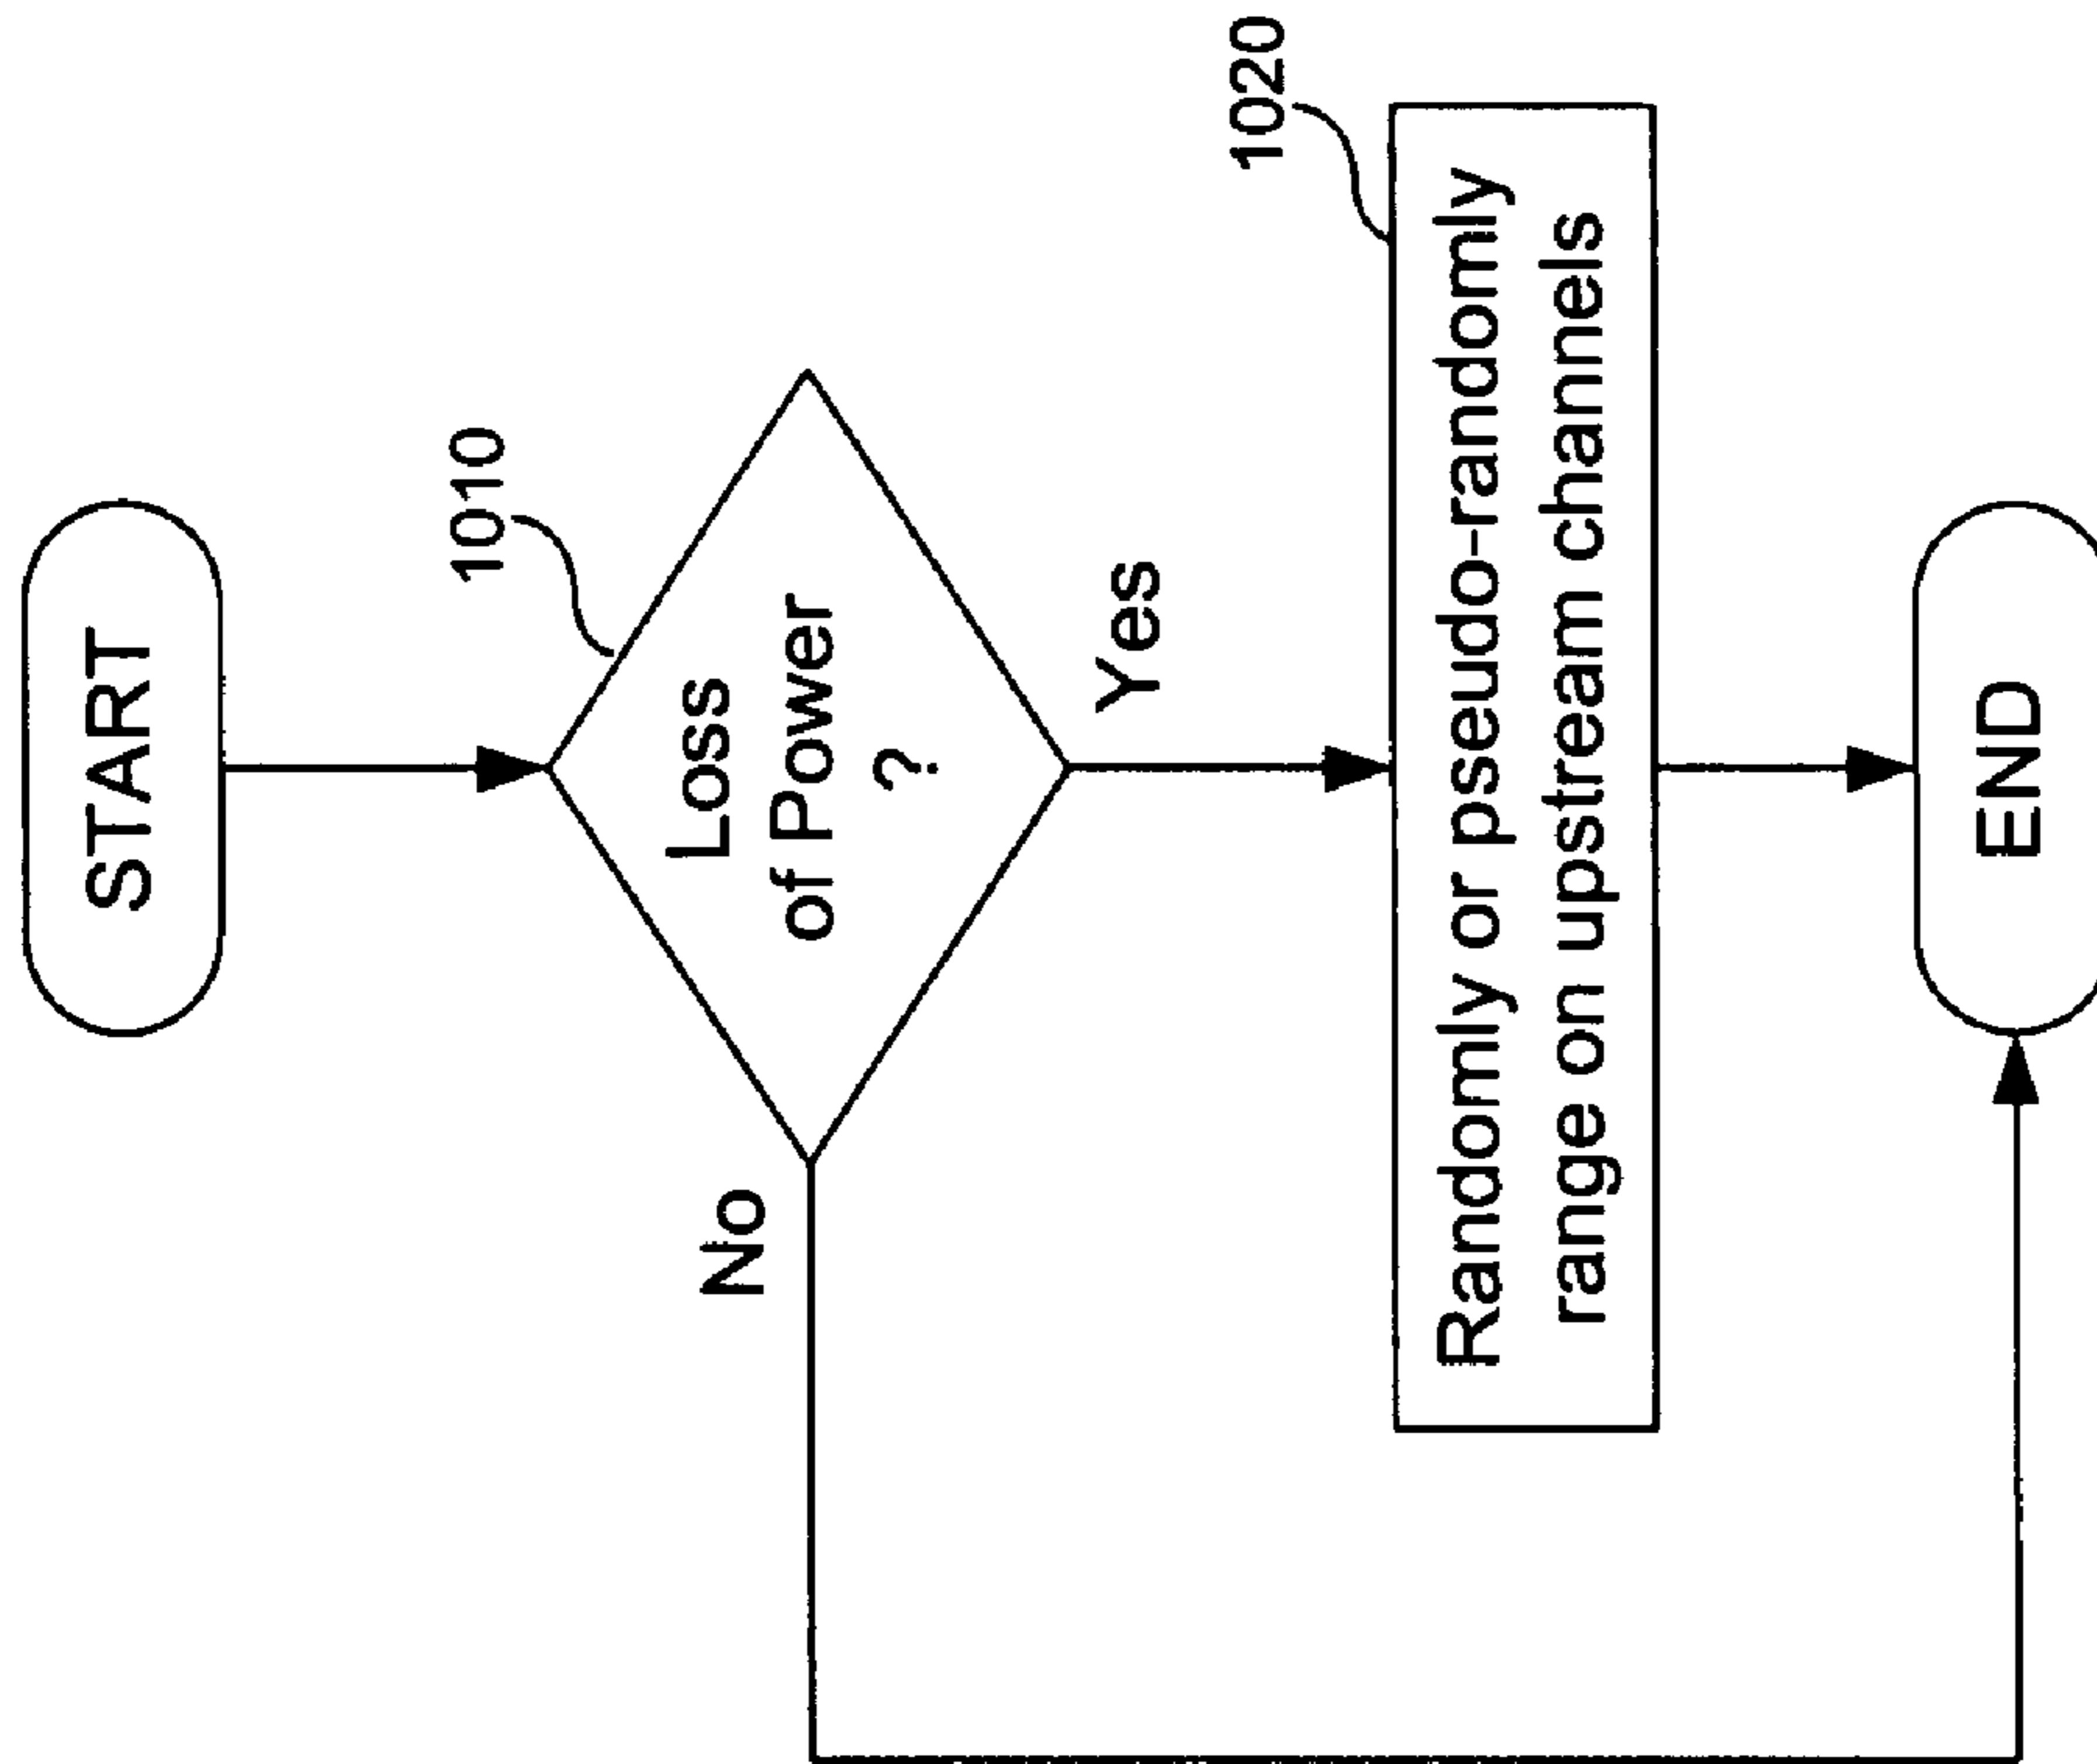 START
1010
Loss
of Power
?
No
Yes
1020
Randomly or pseudo-randomly
range on upstream channels
END